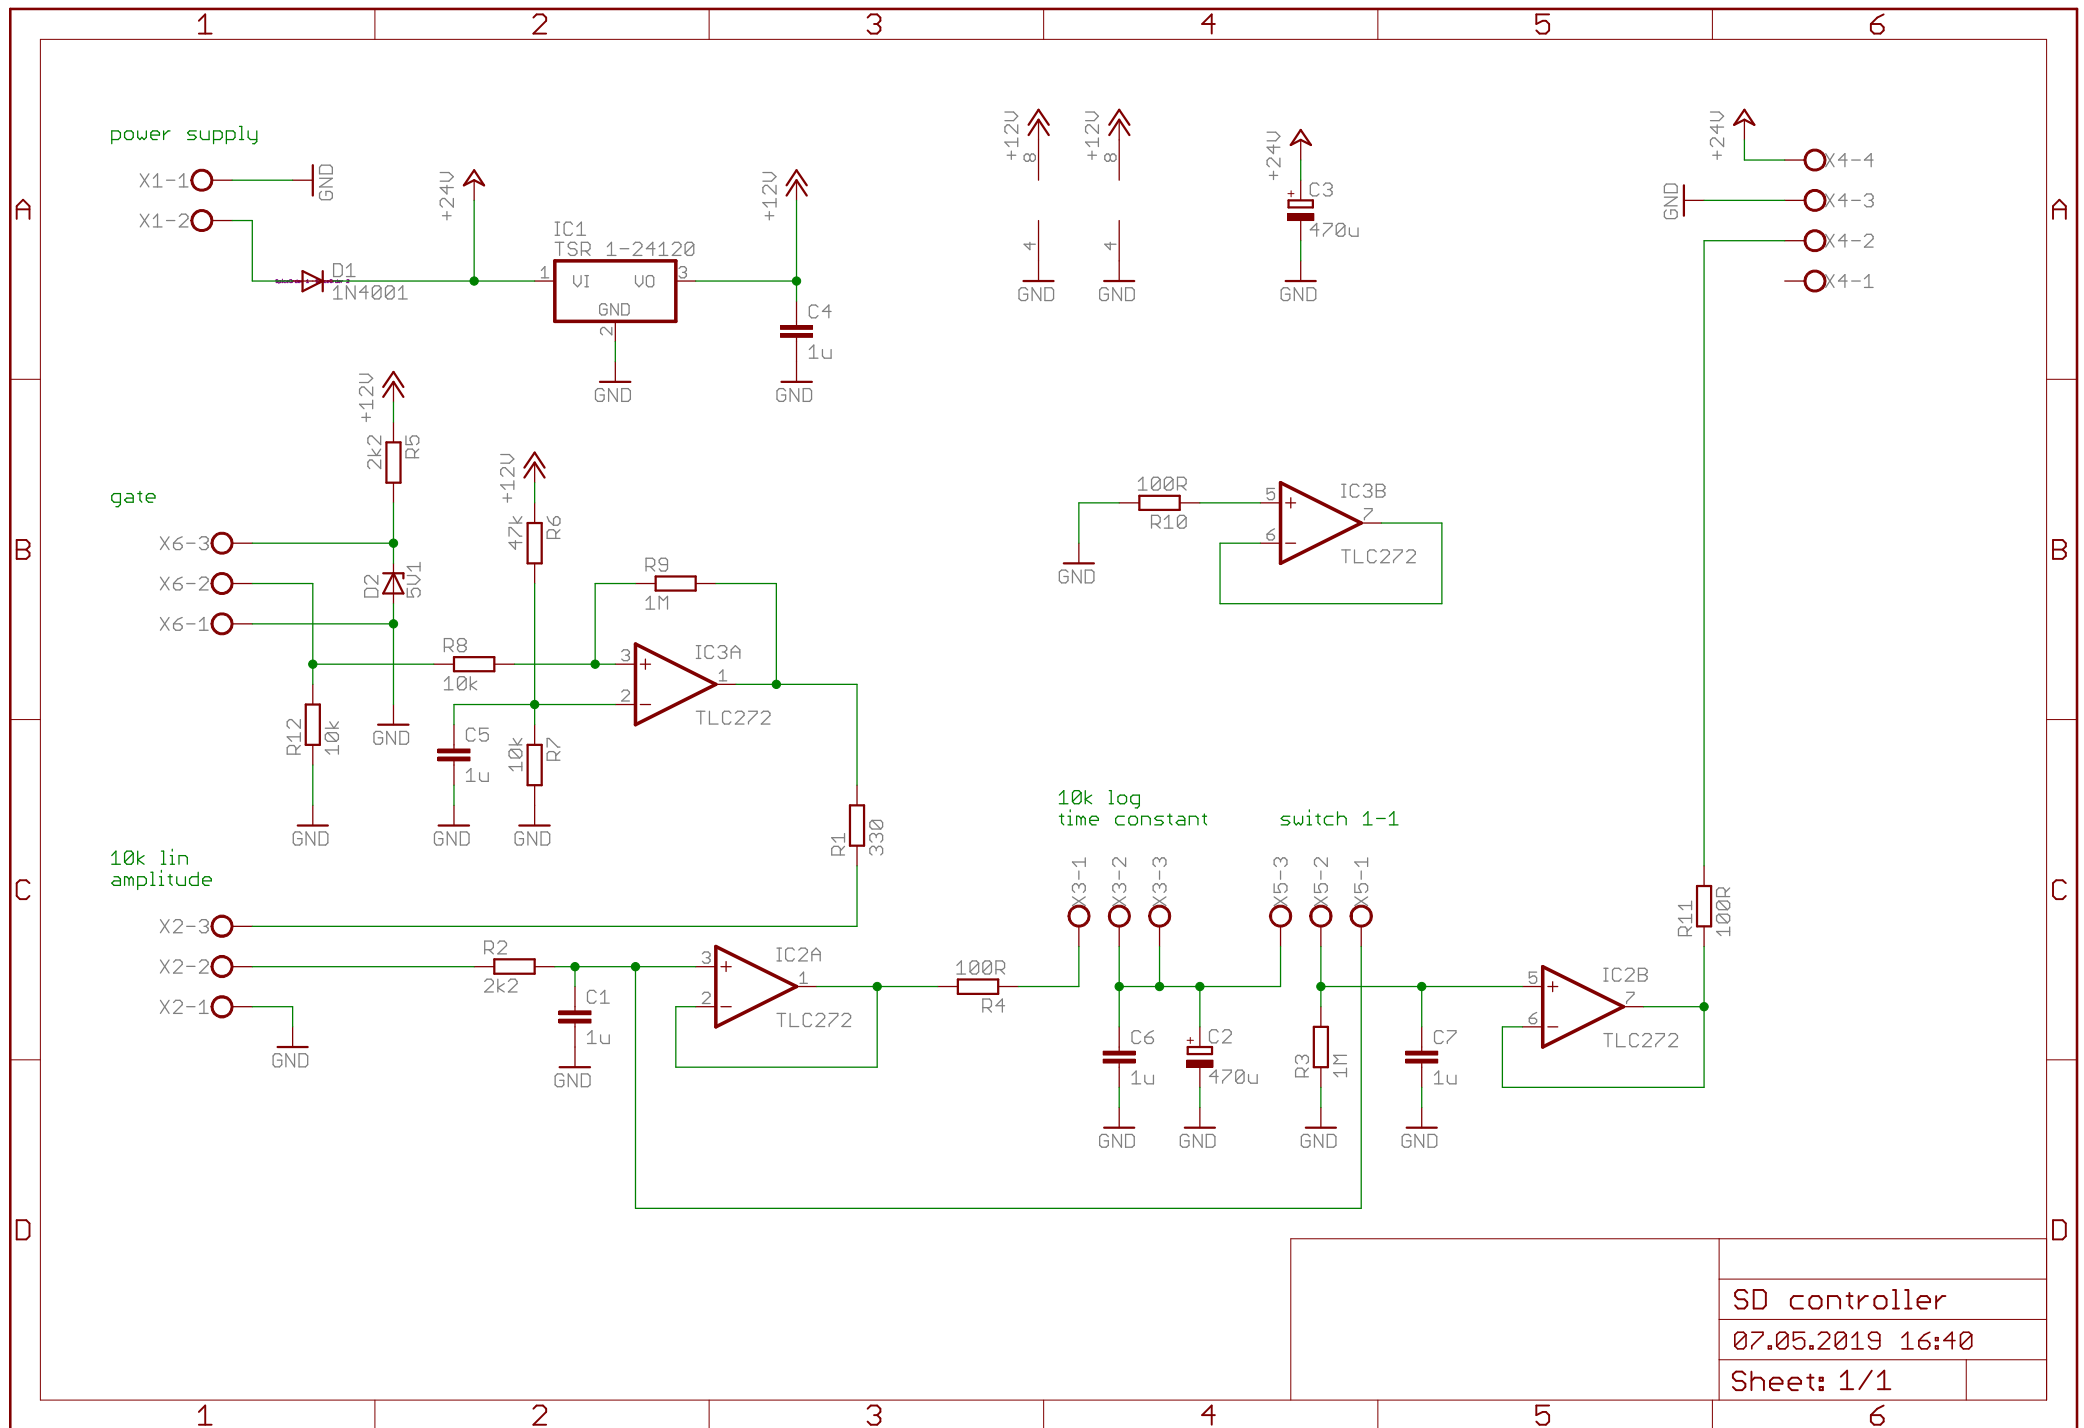 1 2 3 4 5 6
A
B
C
D
A
B
C
D
1 2 3 4 5 6
power supply
X1-1
GND
X1-2
D1
1N4001
+24V
IC1
TSR 1-24120
1
VI
VO
3
GND
2
GND
+12V
C4
1u
GND
+12V
8
4
GND
+12V
8
4
GND
+24V
+
C3
470u
GND
+24V
X4-4
GND
X4-3
X4-2
X4-1
gate
+12V
2k2
R5
X6-3
X6-2
X6-1
D2
5V1
GND
R12
10k
GND
R8
10k
+12V
47k
R6
C5
1u
GND
10k
R7
GND
R9
1M
3
+
2
-
1
IC3A
TLC272
R1
330
100R
R10
GND
5
+
6
-
7
IC3B
TLC272
10k lin
amplitude
X2-3
X2-2
X2-1
GND
R2
2k2
C1
1u
GND
3
+
2
-
1
IC2A
TLC272
100R
R4
10k log
time constant
X3-1
X3-2
X3-3
switch 1-1
X5-3
X5-2
X5-1
C6
1u
GND
+
C2
470u
GND
R3
1M
GND
C7
1u
GND
5
+
6
-
7
IC2B
TLC272
R11
100R
SD controller
07.05.2019 16:40
Sheet: 1/1